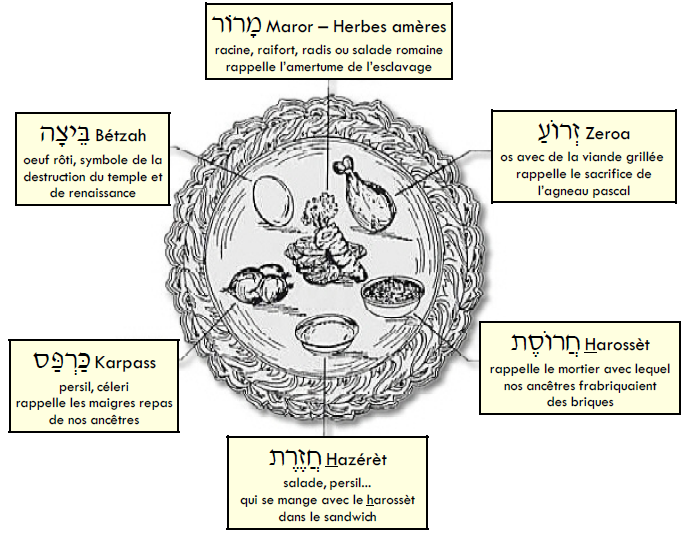 מָרוֹר Maror – Herbes amères
racine, raifort, radis ou salade romaine
rappelle l'amertume de l'esclavage
בֵּיצָה Bétzah
oeuf rôti, symbole de la
destruction du temple et
de renaissance
זְרוֹעַ Zeroa
os avec de la viande grillée
rappelle le sacrifice de
l'agneau pascal
כַּרְפַּס Karpass
persil, céleri
rappelle les maigres repas
de nos ancêtres
חֲרוֹסֶת Harossèt
rappelle le mortier avec lequel
nos ancêtres frabriquaient
des briques
חֲזֶרֶת Hazérèt
salade, persil...
qui se mange avec le harossèt
dans le sandwich